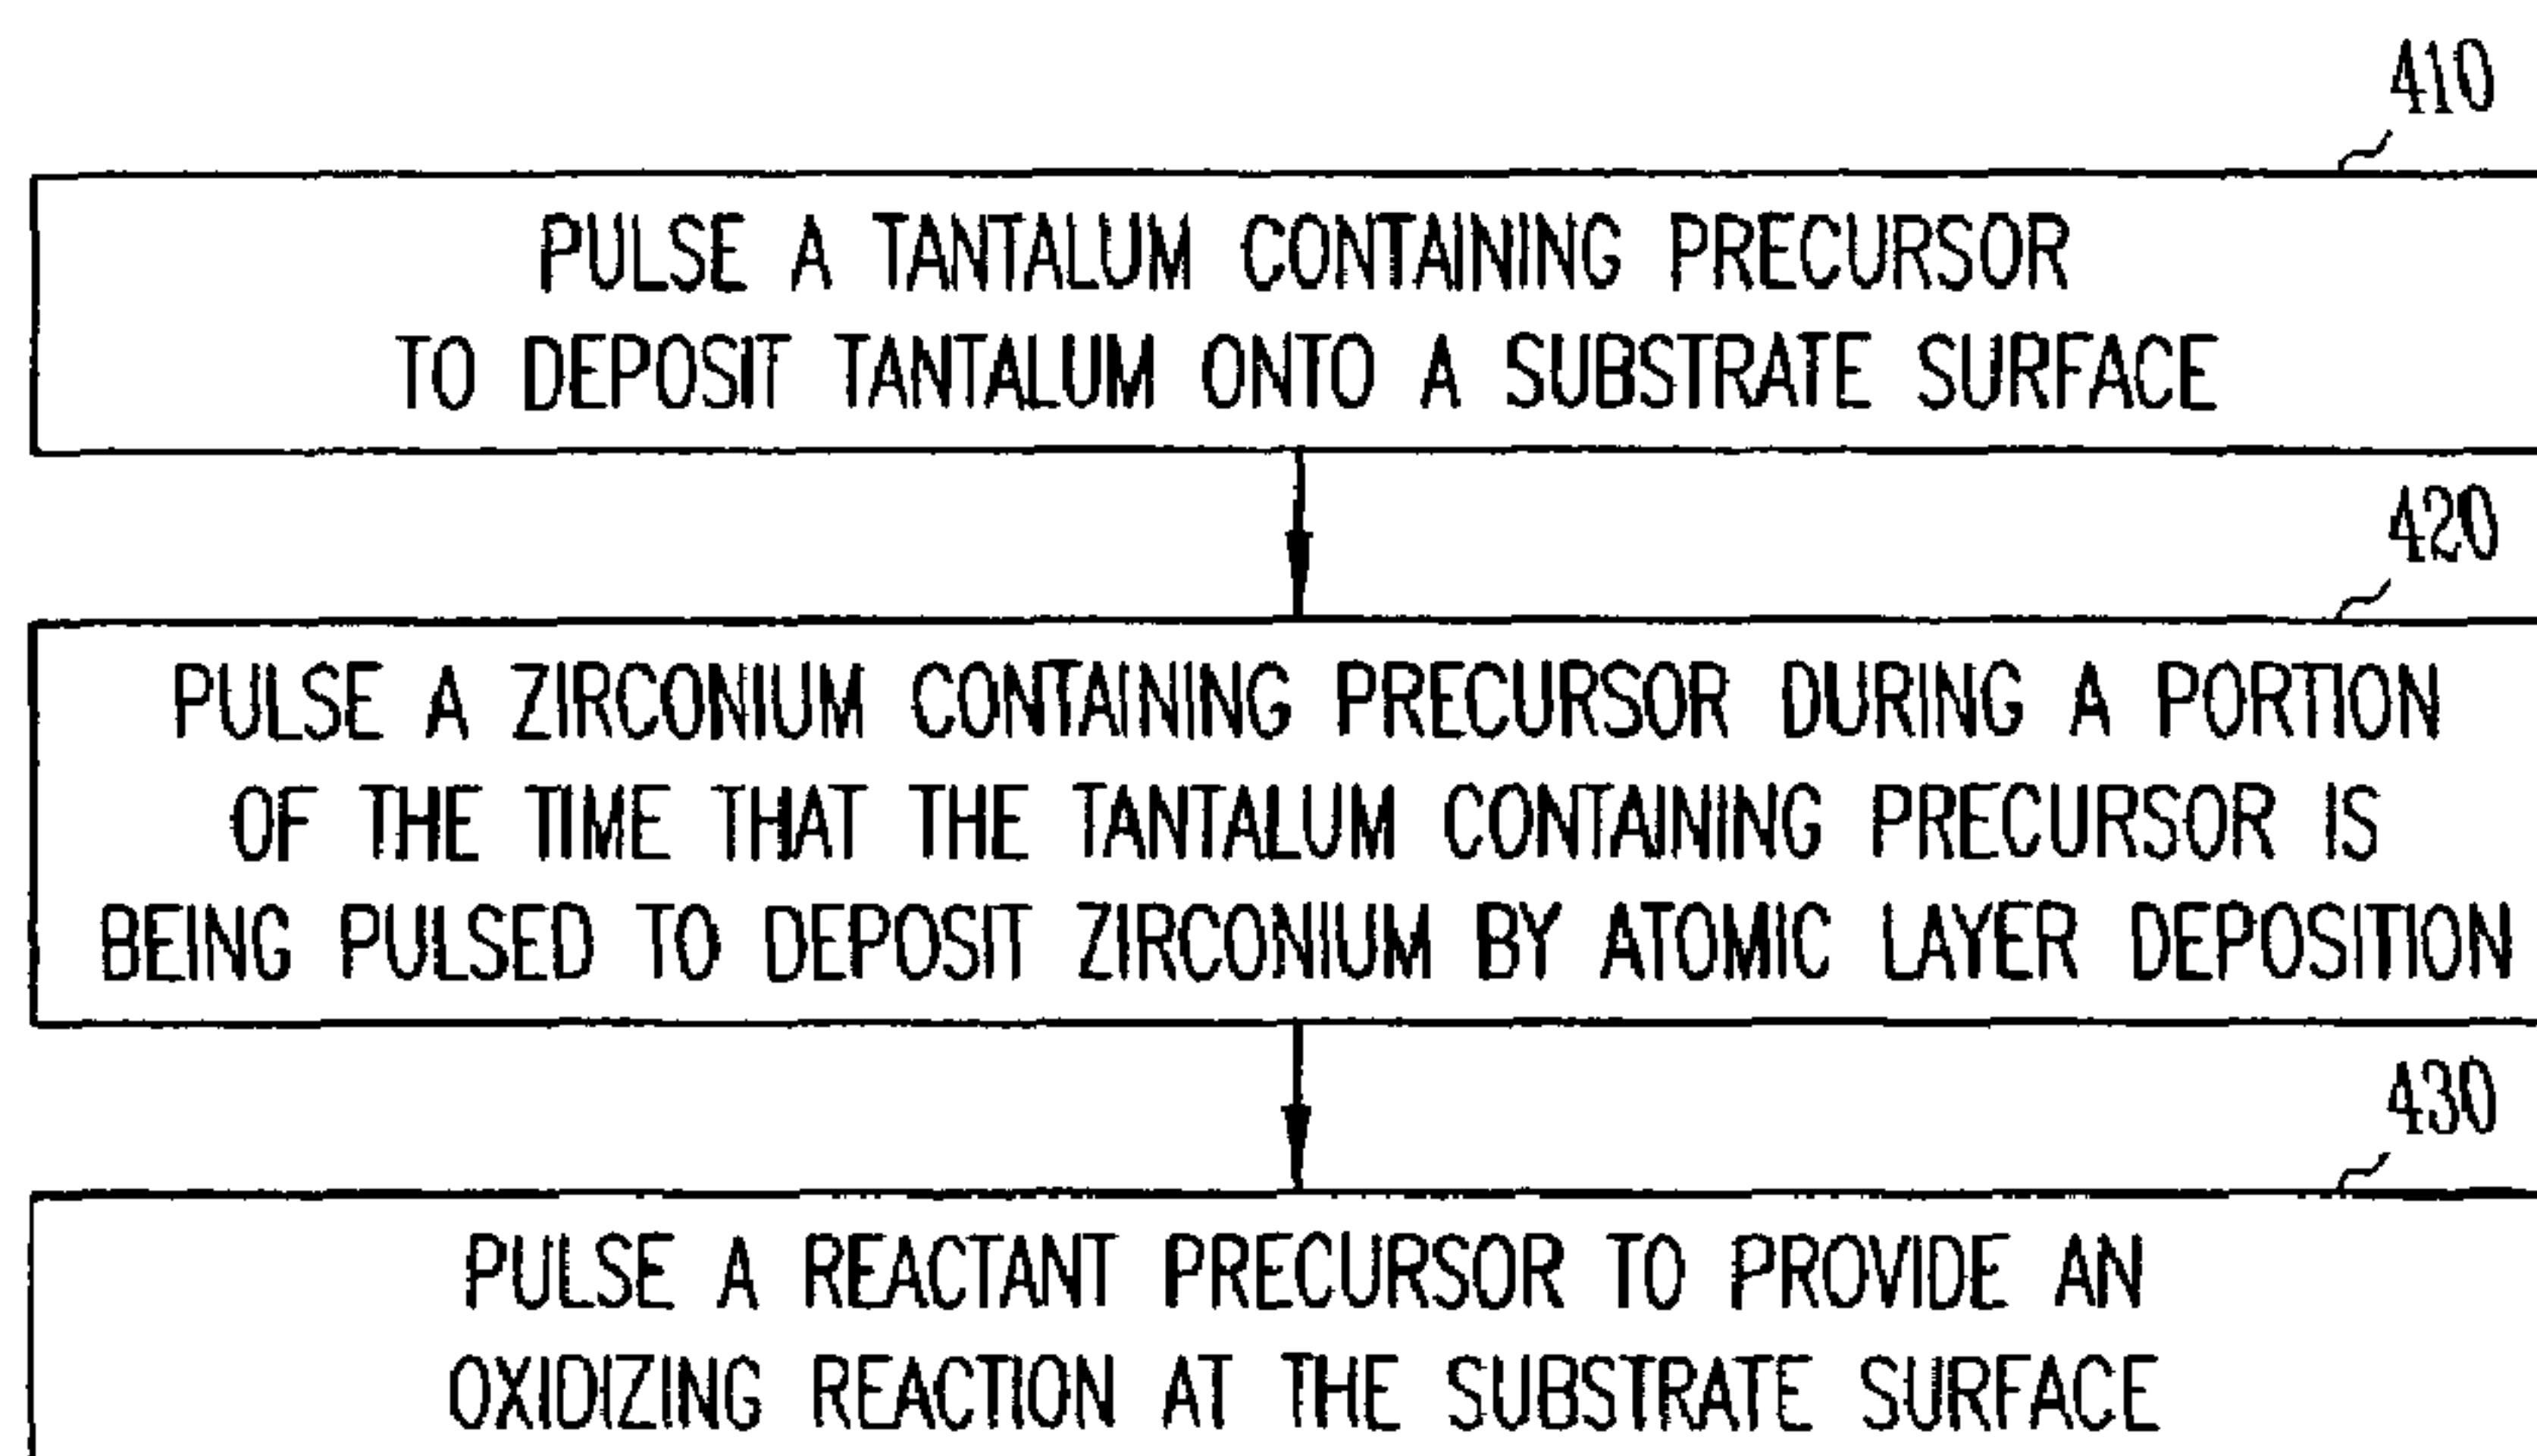 410
PULSE A TANTALUM CONTAINING PRECURSOR
TO DEPOSIT TANTALUM ONTO A SUBSTRATE SURFACE
420
PULSE A ZIRCONIUM CONTAINING PRECURSOR DURING A PORTION
OF THE TIME THAT THE TANTALUM CONTAINING PRECURSOR IS
BEING PULSED TO DEPOSIT ZIRCONIUM BY ATOMIC LAYER DEPOSITION
430
PULSE A REACTANT PRECURSOR TO PROVIDE AN
OXIDIZING REACTION AT THE SUBSTRATE SURFACE